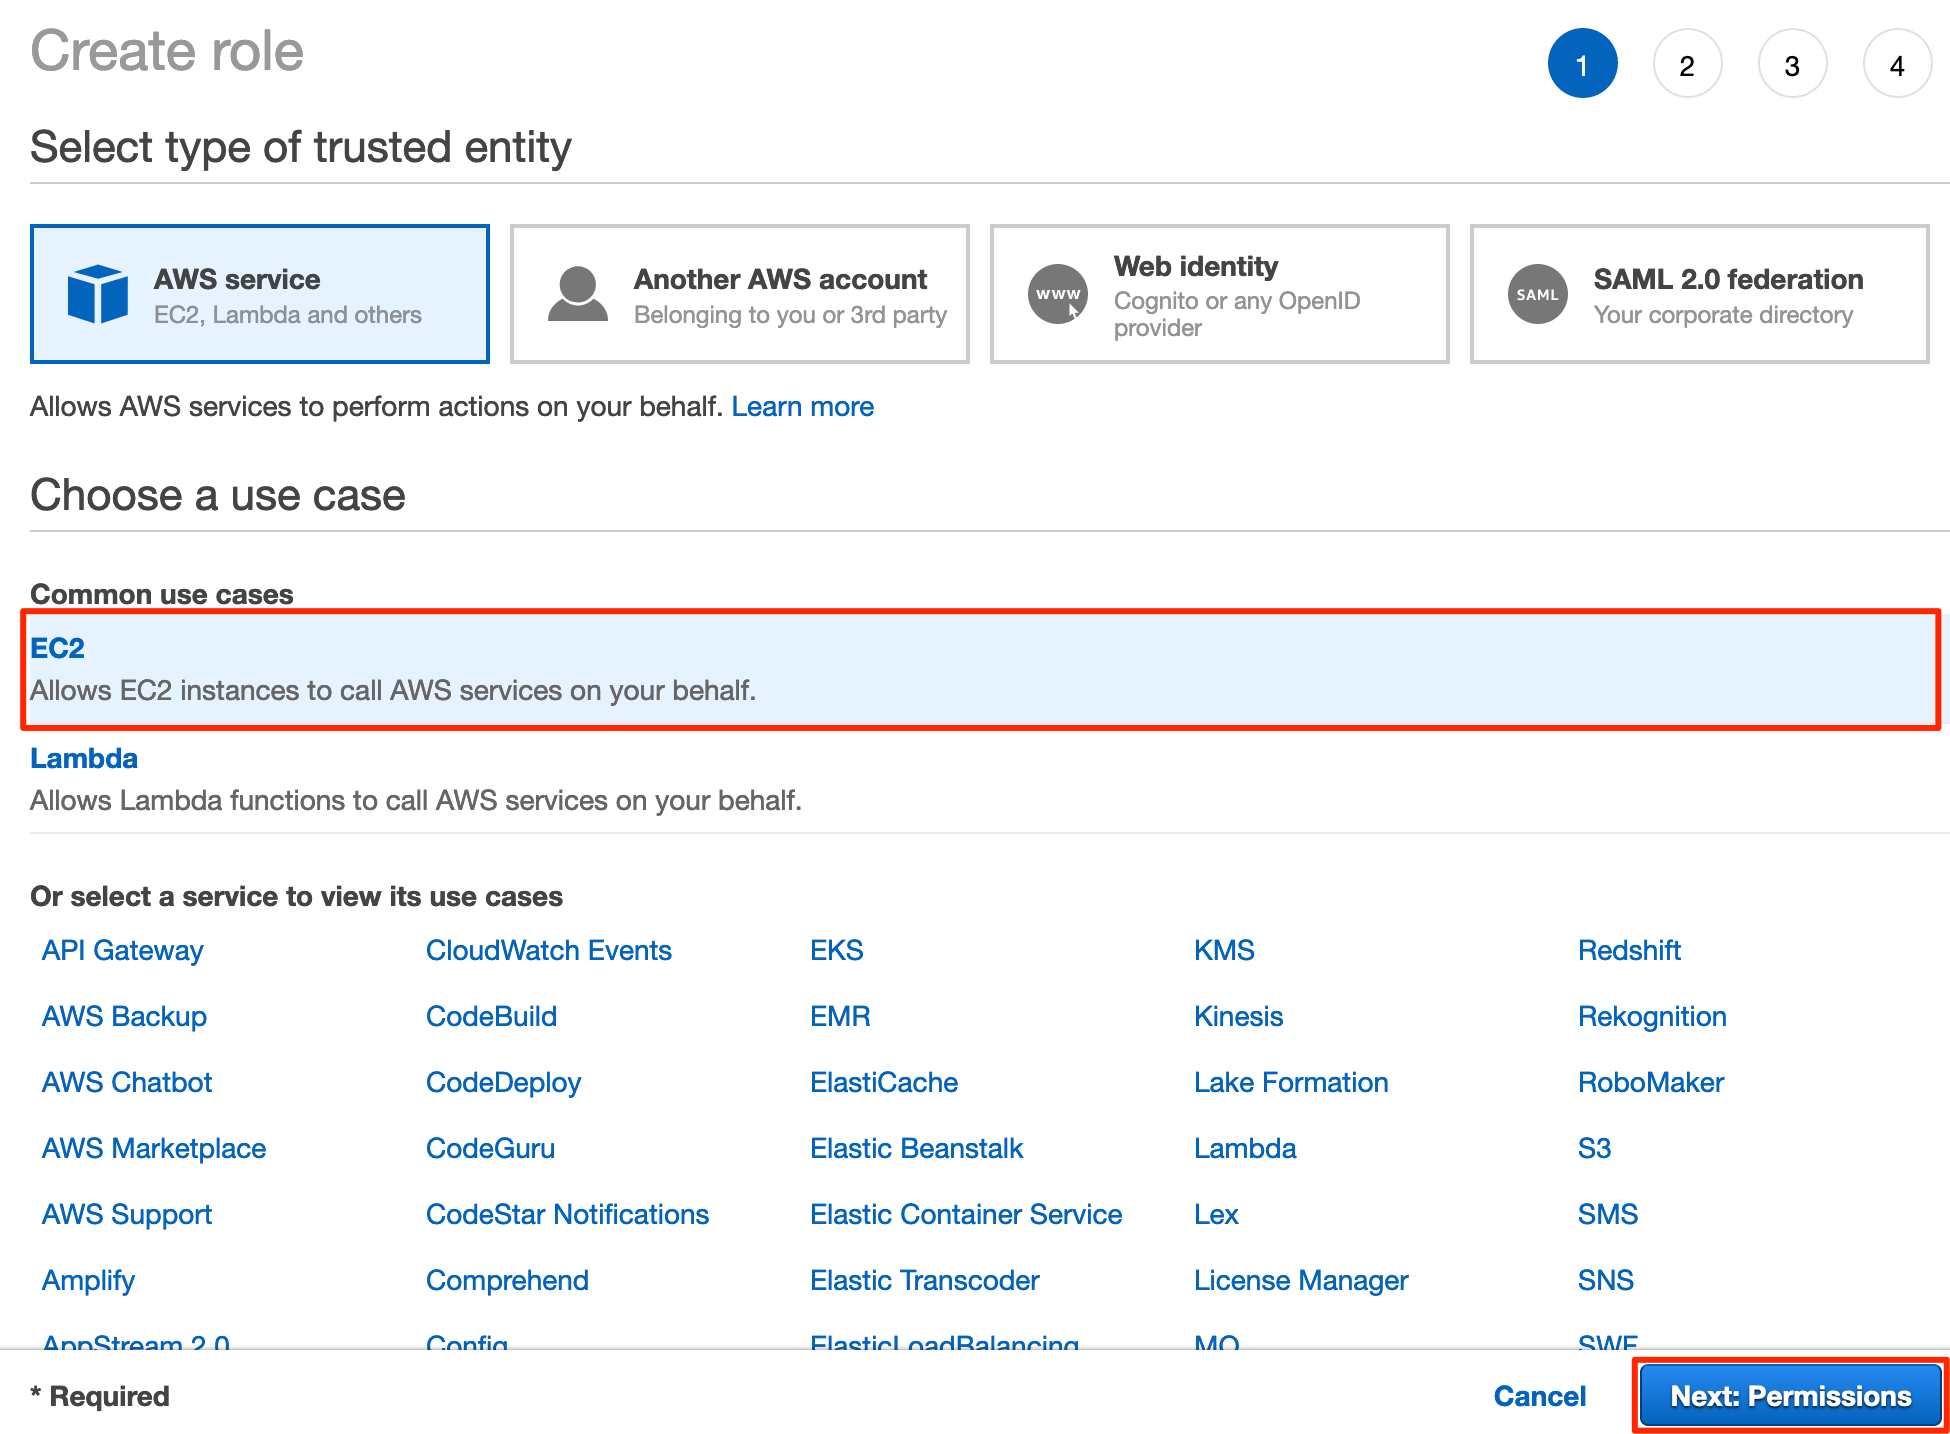 Create role
1 2 3 4
Select type of trusted entity
AWS service
EC2, Lambda and others
Another AWS account
Belonging to you or 3rd party
www
Web identity
Cognito or any OpenID
provider
SAML
SAML 2.0 federation
Your corporate directory
Allows AWS services to perform actions on your behalf. Learn more
Choose a use case
Common use cases
EC2
Allows EC2 instances to call AWS services on your behalf.
Lambda
Allows Lambda functions to call AWS services on your behalf.
Or select a service to view its use cases
API Gateway CloudWatch Events EKS KMS Redshift
AWS Backup CodeBuild EMR Kinesis Rekognition
AWS Chatbot CodeDeploy ElastiCache Lake Formation RoboMaker
AWS Marketplace CodeGuru Elastic Beanstalk Lambda S3
AWS Support CodeStar Notifications Elastic Container Service Lex SMS
Amplify Comprehend Elastic Transcoder License Manager SNS
AppStream 2.0 Config ElasticLoadBalancing MQ SWF
* Required Cancel Next: Permissions